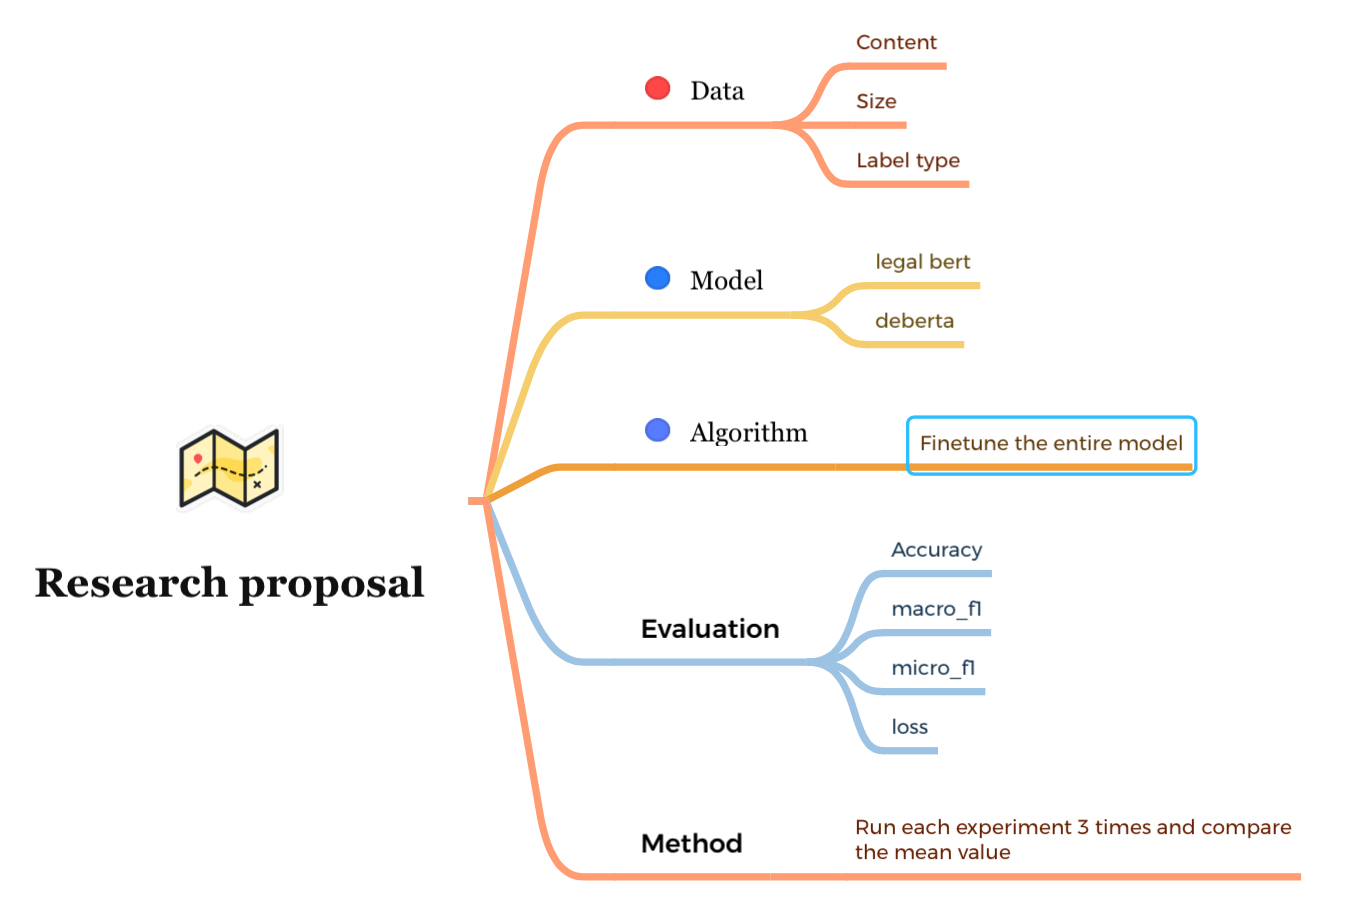 Research proposal
Data
Content
Size
Label type
Model
legal bert
deberta
Algorithm
Finetune the entire model
Evaluation
Accuracy
macro_f1
micro_f1
loss
Method
Run each experiment 3 times and compare
the mean value